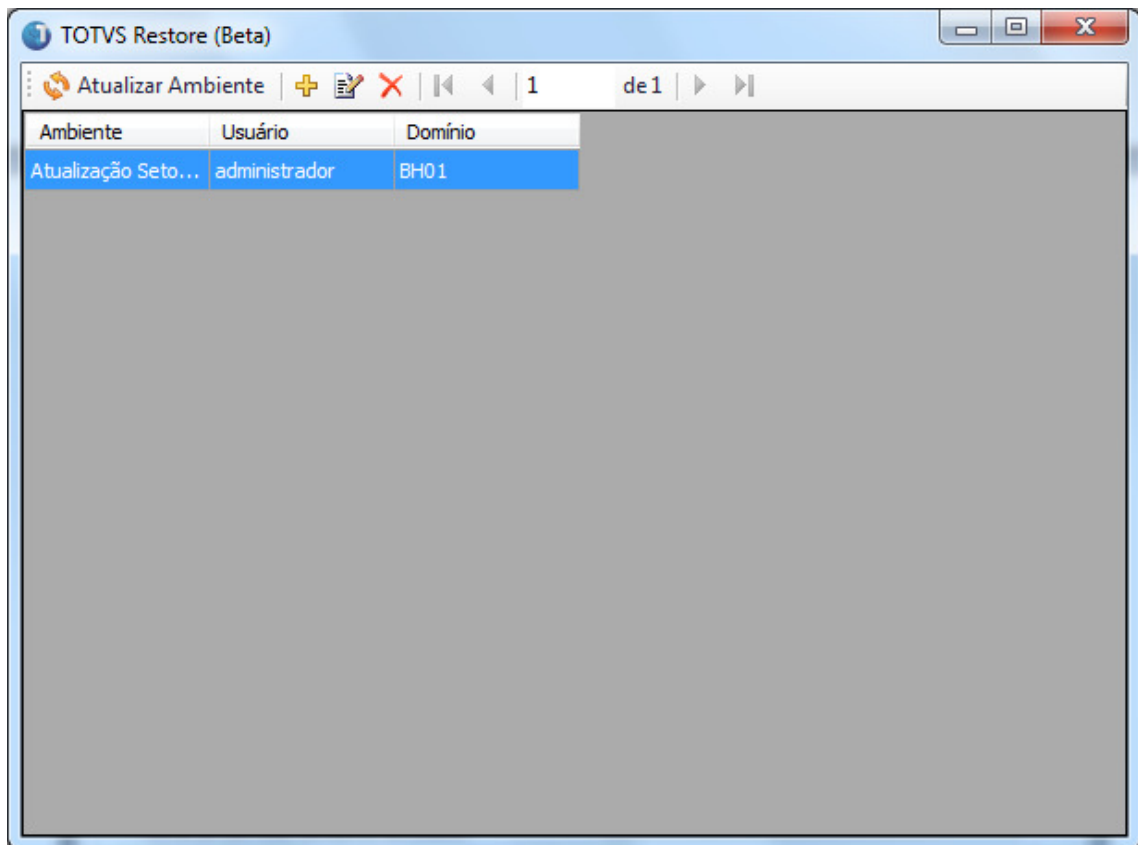 TOTVS Restore (Beta)
Atualizar Ambiente 1 de 1
Ambiente Usuário Domínio
Atualização Seto... administrador BH01